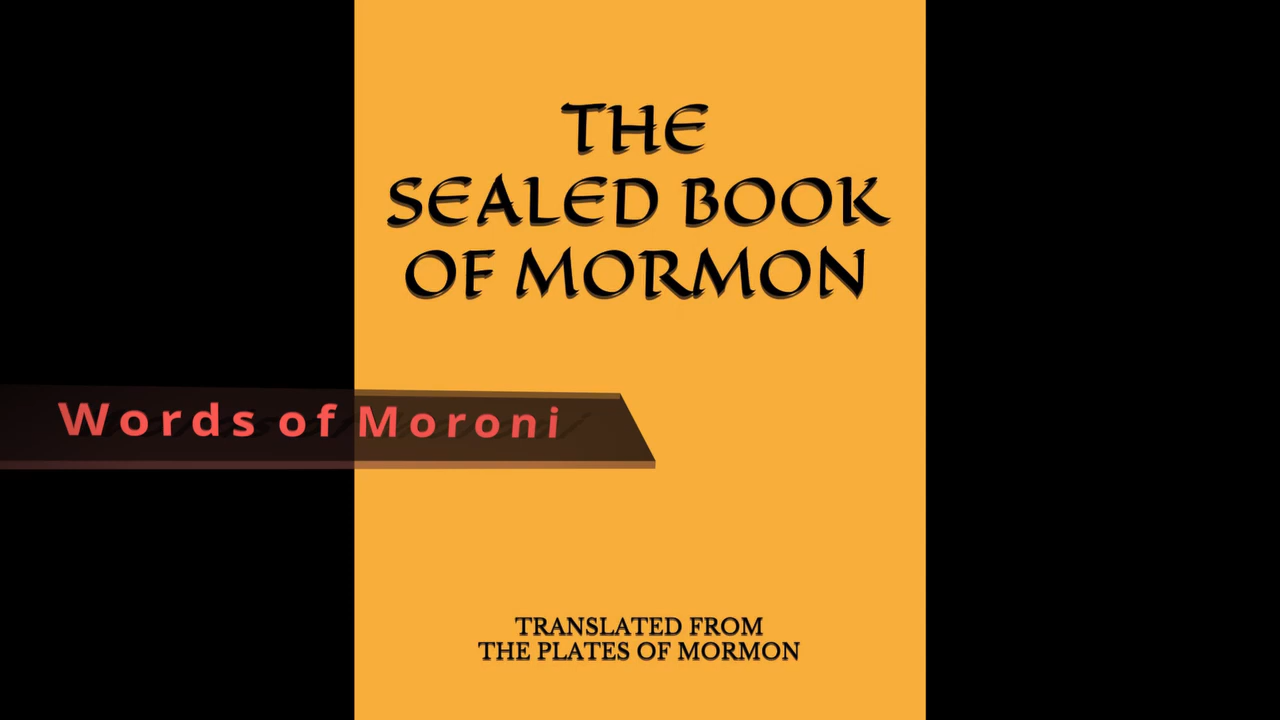 THE
SEALED BOOK
OF MORMON
Words of Moroni
TRANSLATED FROM
THE PLATES OF MORMON